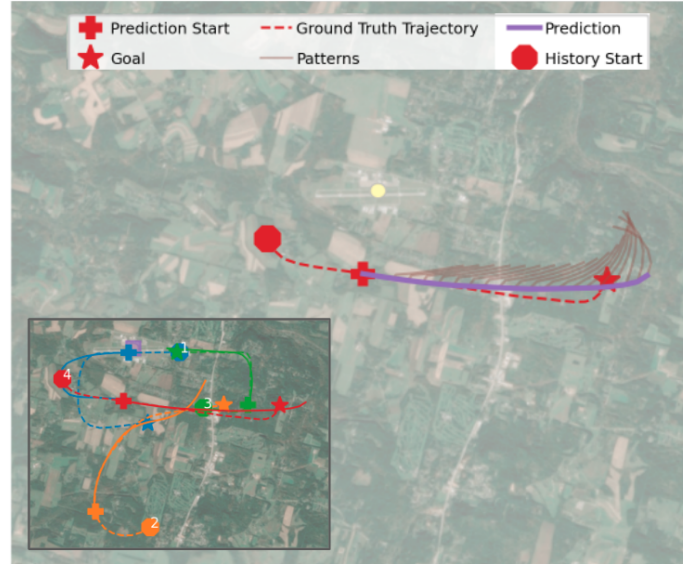 Prediction Start
Ground Truth Trajectory
Prediction
Goal
Patterns
History Start
1
4
3
2